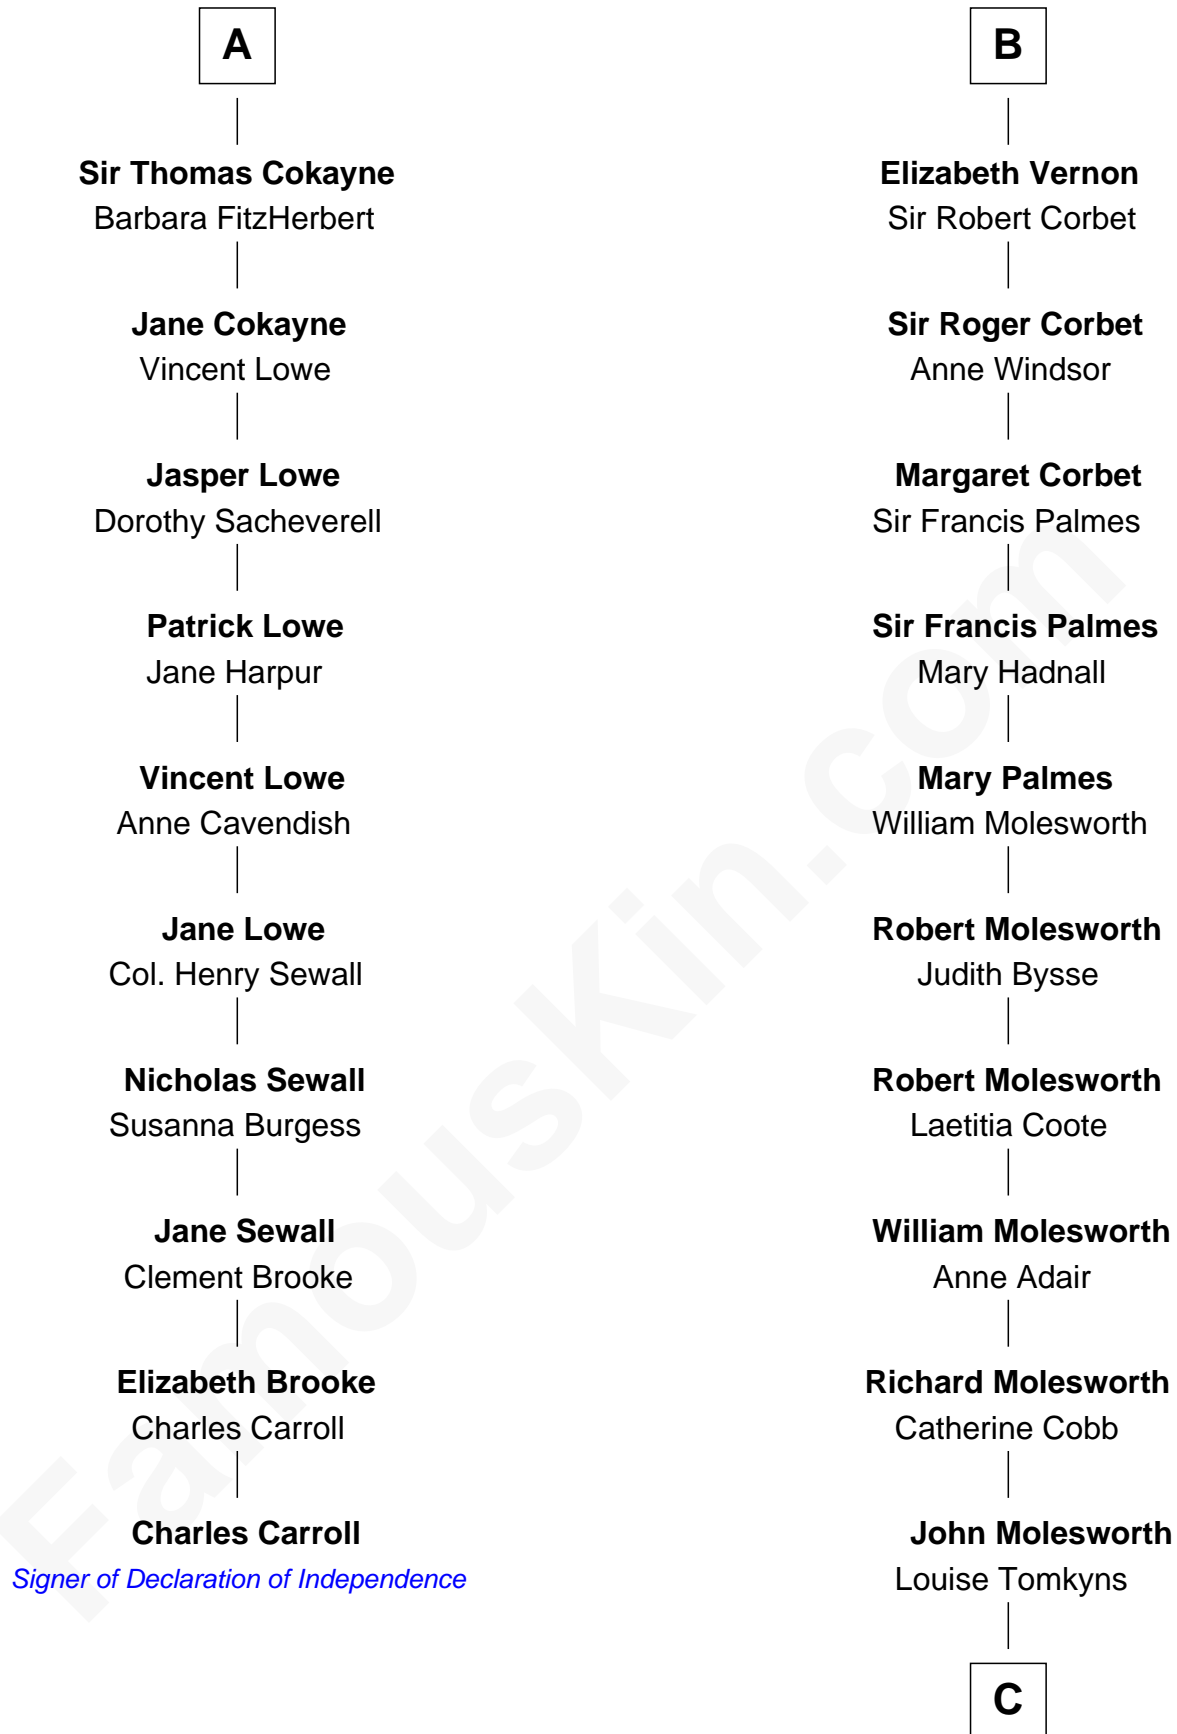 A
Sir Thomas Cokayne
Barbara FitzHerbert
Jane Cokayne
Vincent Lowe
Jasper Lowe
Dorothy Sacheverell
Patrick Lowe
Jane Harpur
Vincent Lowe
Anne Cavendish
Jane Lowe
Col. Henry Sewall
Nicholas Sewall
Susanna Burgess
Jane Sewall
Clement Brooke
Elizabeth Brooke
Charles Carroll
Charles Carroll
Signer of Declaration of Independence
B
Elizabeth Vernon
Sir Robert Corbet
Sir Roger Corbet
Anne Windsor
Margaret Corbet
Sir Francis Palmes
Sir Francis Palmes
Mary Hadnall
Mary Palmes
William Molesworth
Robert Molesworth
Judith Bysse
Robert Molesworth
Laetitia Coote
William Molesworth
Anne Adair
Richard Molesworth
Catherine Cobb
John Molesworth
Louise Tomkyns
C
FamousKin.com